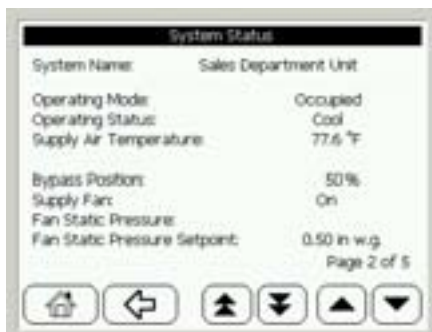 System Status
System Name: Sales Department Unit
Operating Mode: Occupied
Operating Status: Cool
Supply Air Temperature: 77.6 °F
Bypass Position: 50%
Supply Fan: On
Fan Static Pressure:
Fan Static Pressure Setpoint: 0.50 in w.g.
Page 2 of 5